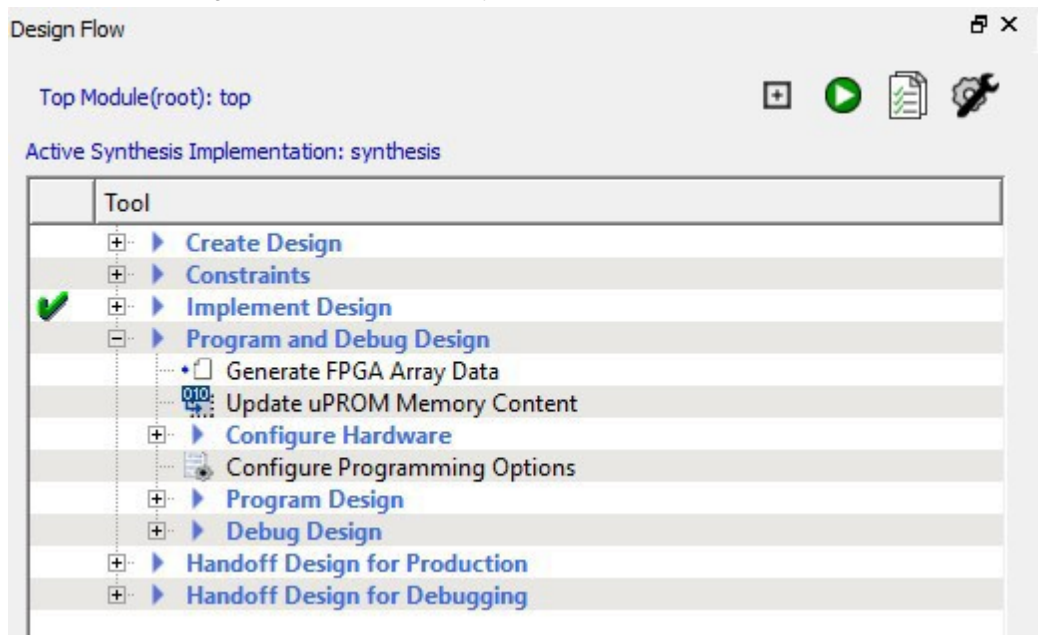 Design Flow
Top Module(root): top
Active Synthesis Implementation: synthesis
Tool
Create Design
Constraints
Implement Design
Program and Debug Design
Generate FPGA Array Data
010
Update uPROM Memory Content
Configure Hardware
Configure Programming Options
Program Design
Debug Design
Handoff Design for Production
Handoff Design for Debugging